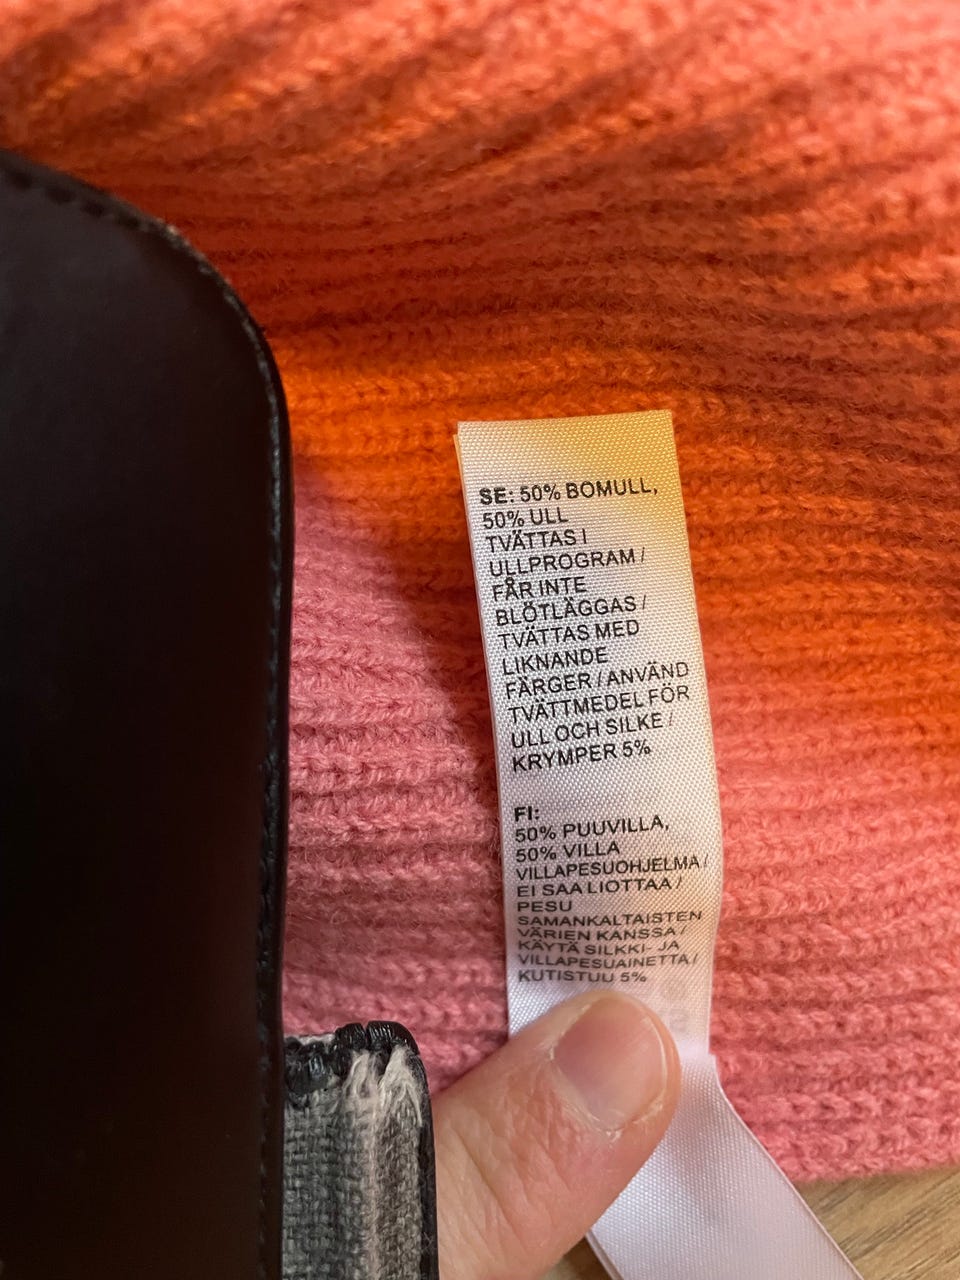 SE: 50% BOMULL,
50% ULL
TVÄTTAS I
ULLPROGRAM /
FÅR INTE
BLÖTLÄGGAS /
TVÄTTAS MED
LIKNANDE
FÄRGER / ANVÄND
TVÄTTMEDEL FÖR
ULL OCH SILKE /
KRYMPER 5%
FI:
50% PUUVILLA,
50% VILLA
VILLAPESUOHJELMA /
EI SAA LIOTTAA /
PESU
SAMANKALTAISTEN
VÄRIEN KANSSA /
KÄYTÄ SILKKI- JA
VILLAPESUAINETTA /
KUTISTUU 5%